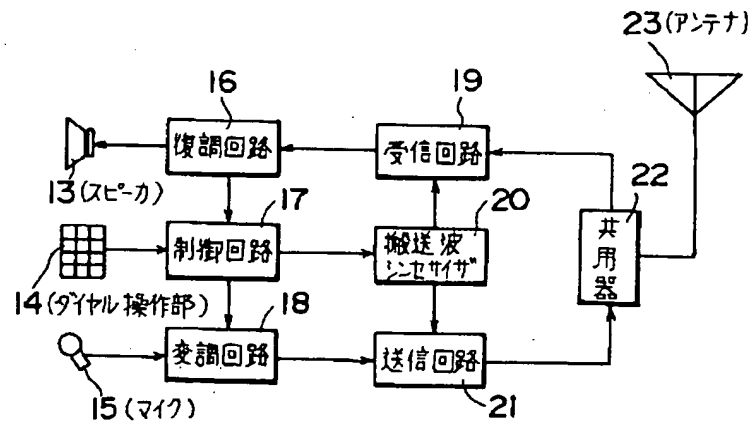 23(アンテナ)
16
19
復調回路
受信回路
22
13(スピーカ)
17
20
共用器
制御回路
搬送波
シンセサイザ
14(ダイヤル操作部)
18
変調回路
送信回路
15(マイク)
21